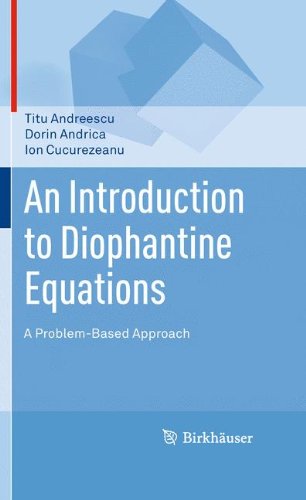 Titu Andreescu
Dorin Andrica
Ion Cucurezeanu
An Introduction
to Diophantine
Equations
A Problem-Based Approach
Birkhäuser